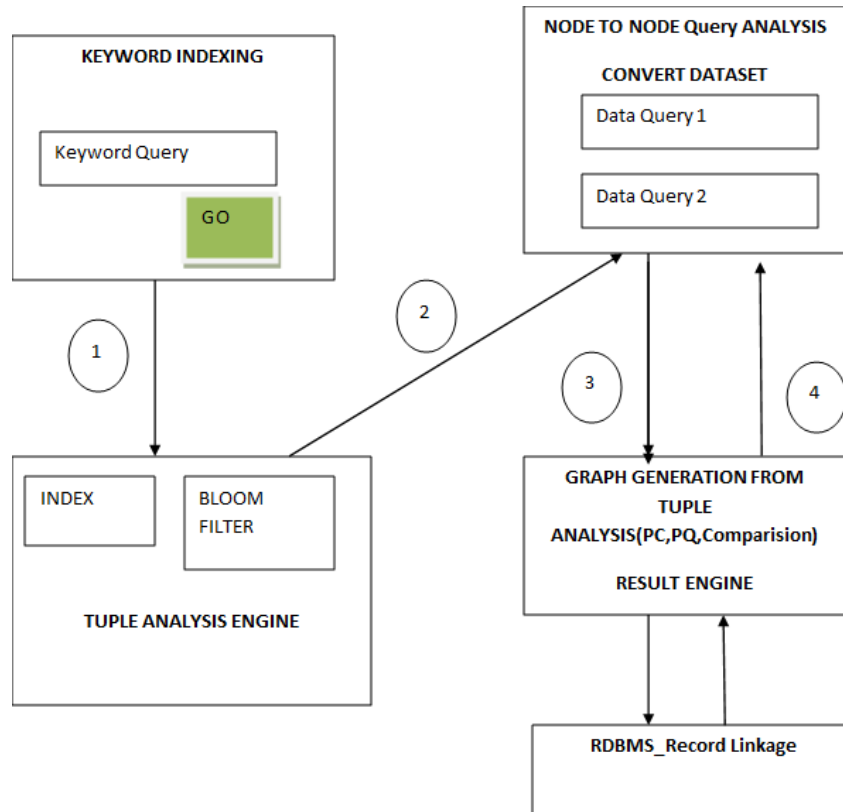 KEYWORD INDEXING
Keyword Query
GO
1
INDEX
BLOOM
FILTER
TUPLE ANALYSIS ENGINE
2
NODE TO NODE Query ANALYSIS
CONVERT DATASET
Data Query 1
Data Query 2
3
4
GRAPH GENERATION FROM
TUPLE
ANALYSIS(PC,PQ,Comparision)
RESULT ENGINE
RDBMS_Record Linkage